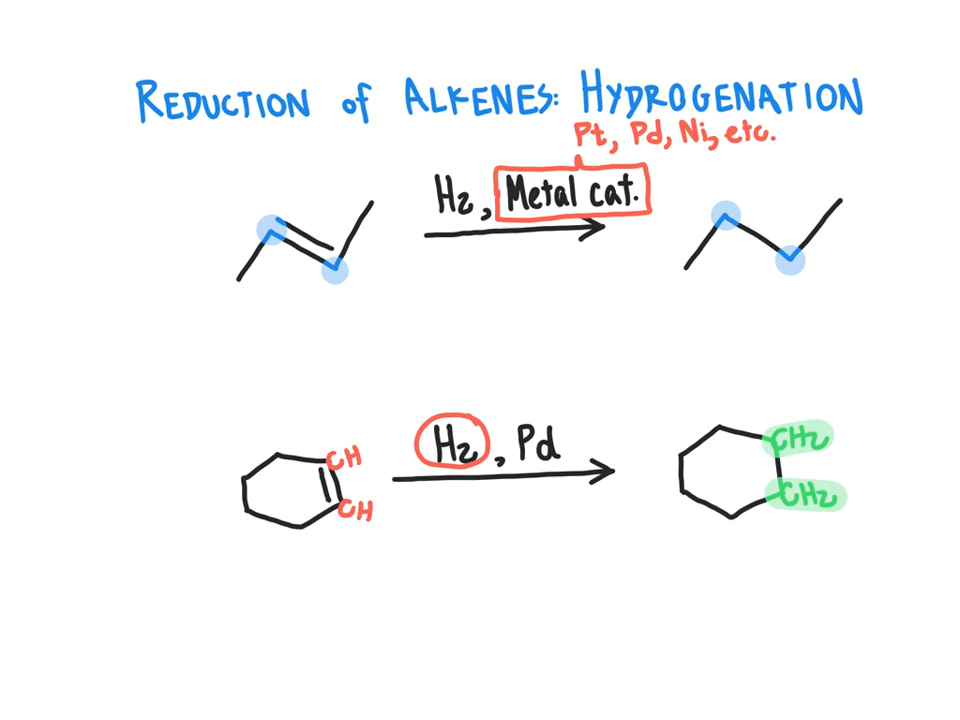 REDUCTION of ALKENES: HYDROGENATION
Pt, Pd, Ni, etc.
H2, Metal cat.
H2, Pd
CH
CH
CH2
CH2